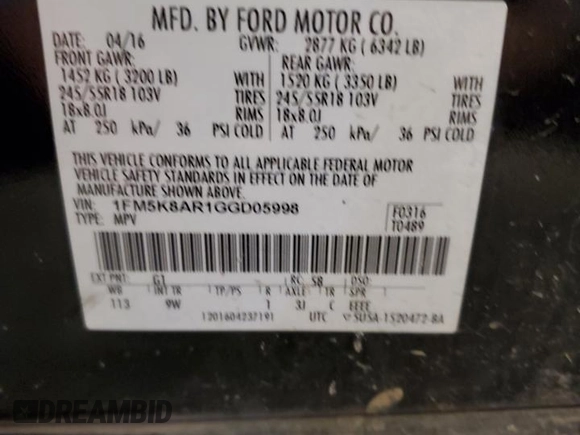 MFD. BY FORD MOTOR CO.
DATE: 04/16 GVWR: 2877 KG ( 6342 LB)
FRONT GAWR: REAR GAWR:
1452 KG ( 3200 LB) WITH 1520 KG ( 3350 LB) WITH
245/55R18 103V TIRES 245/55R18 103V TIRES
18x8.0J RIMS 18x8.0J RIMS
AT 250 kPa/ 36 PSI COLD AT 250 kPa/ 36 PSI COLD
THIS VEHICLE CONFORMS TO ALL APPLICABLE FEDERAL MOTOR
VEHICLE SAFETY STANDARDS IN EFFECT ON THE DATE OF
MANUFACTURE SHOWN ABOVE.
VIN: 1FM5K8AR1GGD05998 F0316
TYPE: MPV T0489
EXT PNT: G1 RC: 58 DSO:
WB INT TR TP/PS R AXLE TR SPR
113 9W 1 3J C EEEE
1201604237191 UTC SU5A-1520472-BA
DREAMBID